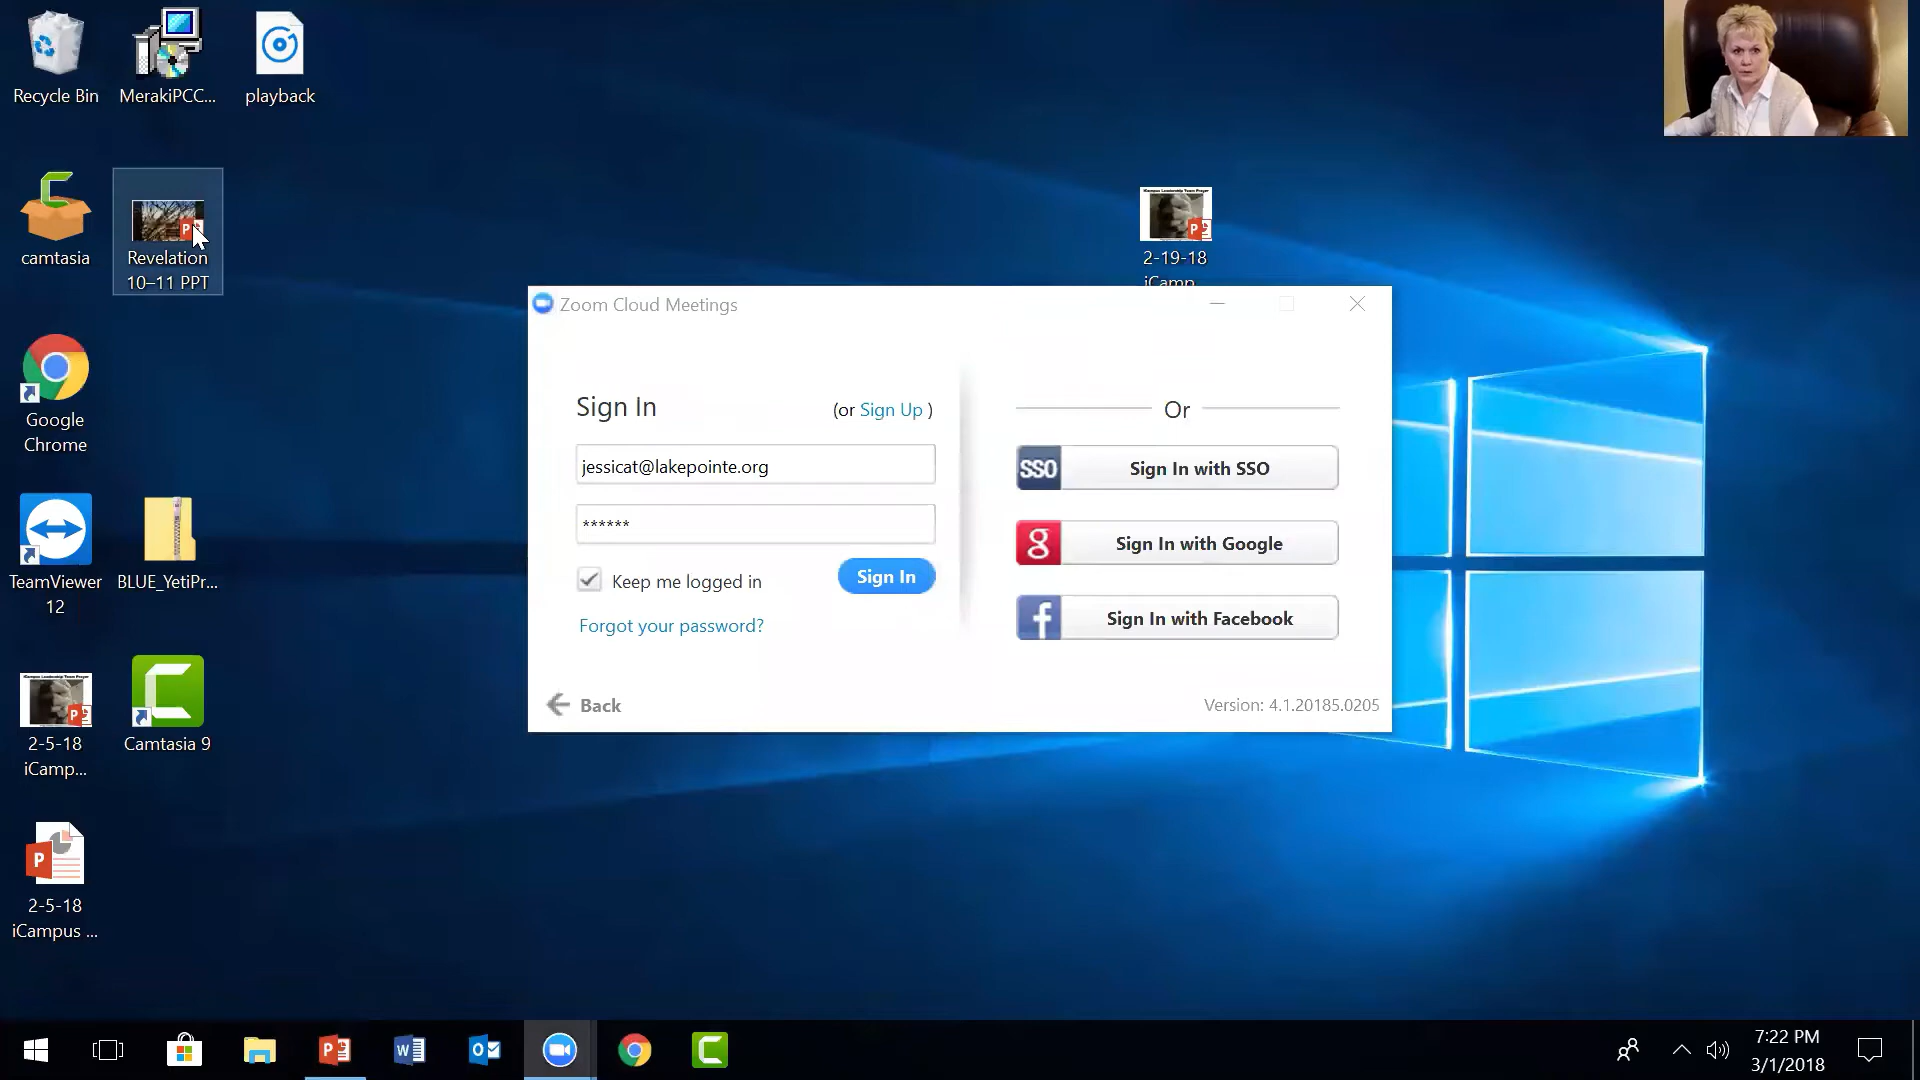 Recycle Bin
MerakiPCC...
playback
camtasia
Revelation
10–11 PPT
2-19-18
iCamp...
Google
Chrome
TeamViewer
12
BLUE_YetiPr...
2-5-18
iCamp...
Camtasia 9
2-5-18
iCampus ...
Zoom Cloud Meetings
Sign In
(or Sign Up )
jessicat@lakepointe.org
******
Keep me logged in
Sign In
Forgot your password?
Back
Or
SSO
Sign In with SSO
g
Sign In with Google
f
Sign In with Facebook
Version: 4.1.20185.0205
7:22 PM
3/1/2018